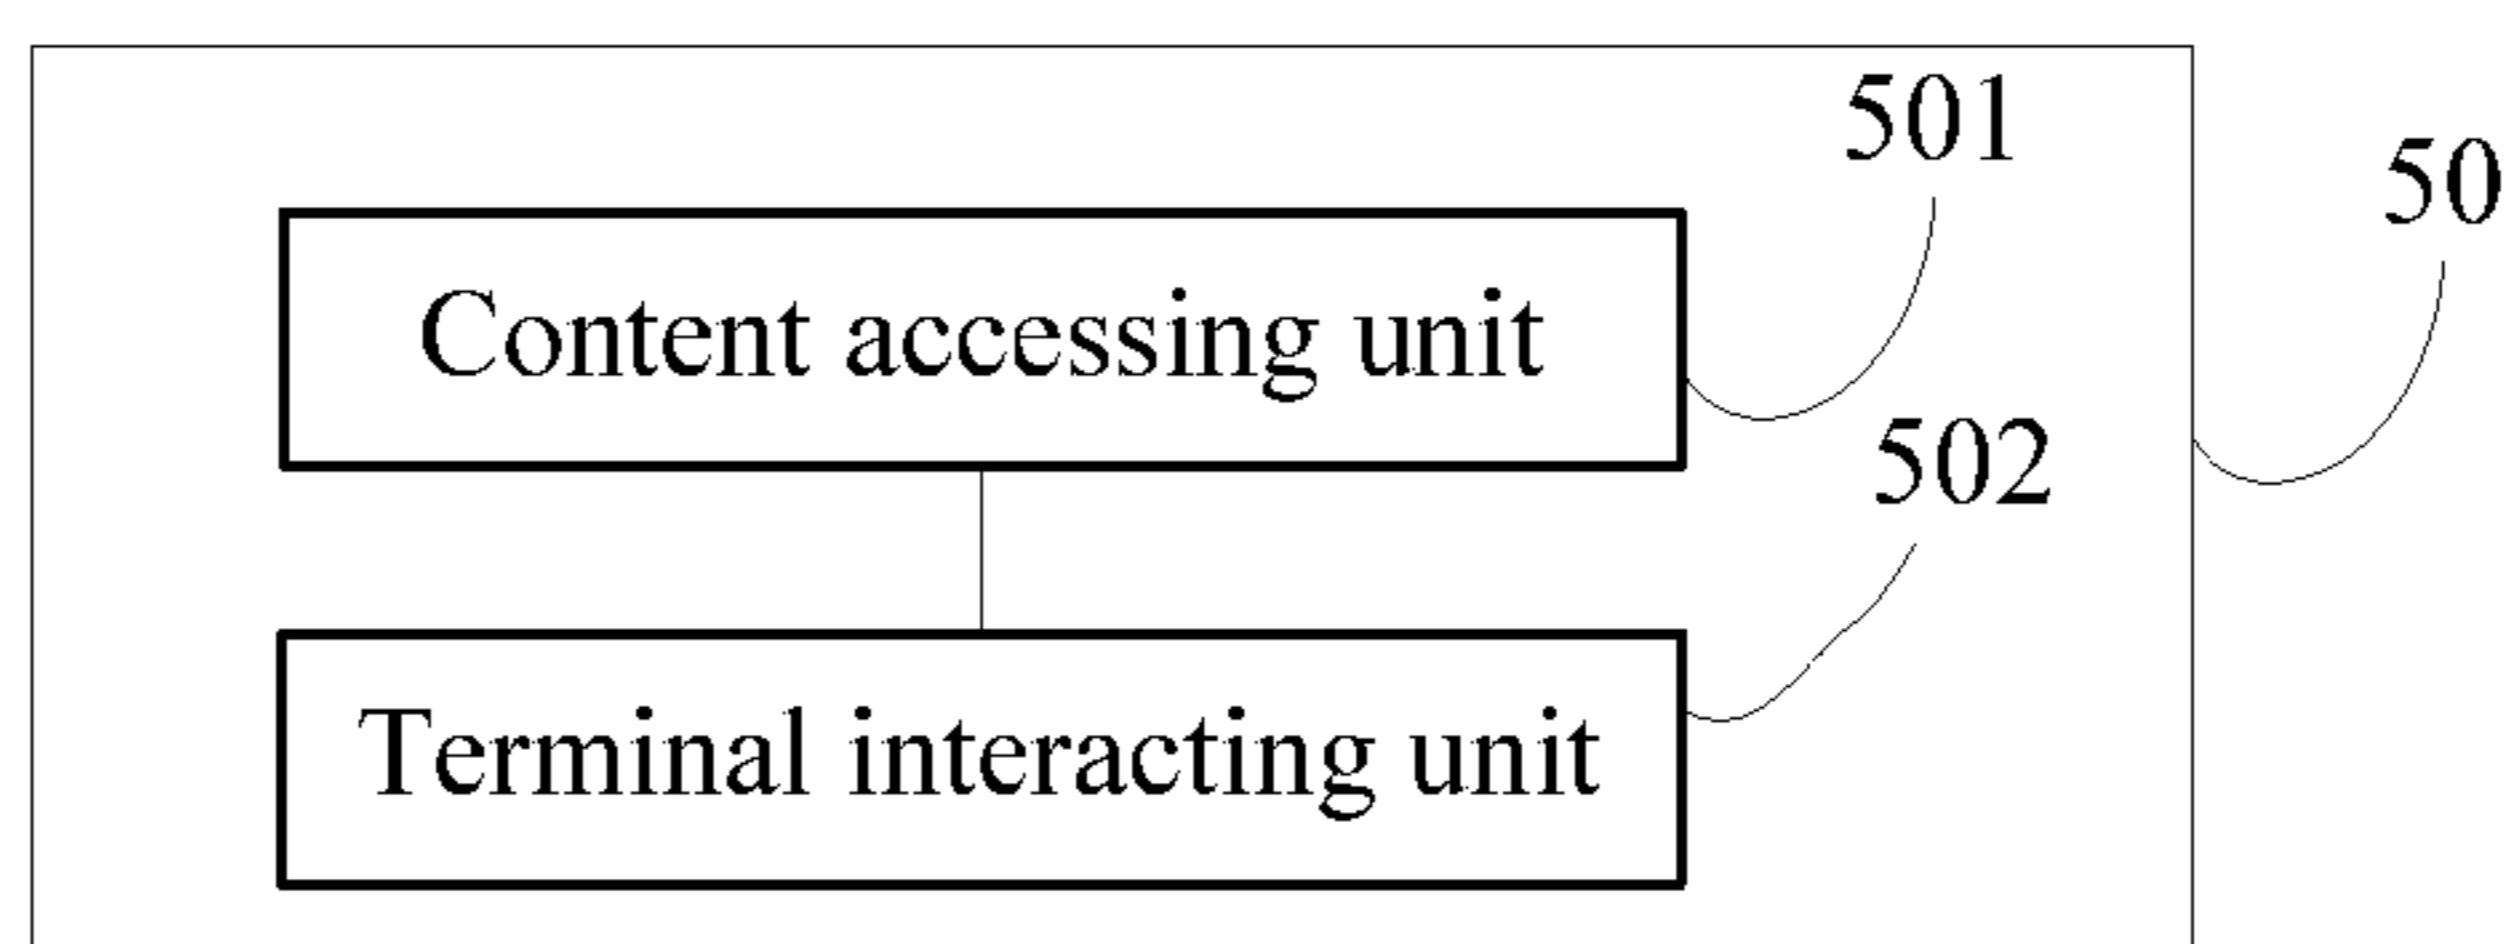 501
50
Content accessing unit
502
Terminal interacting unit